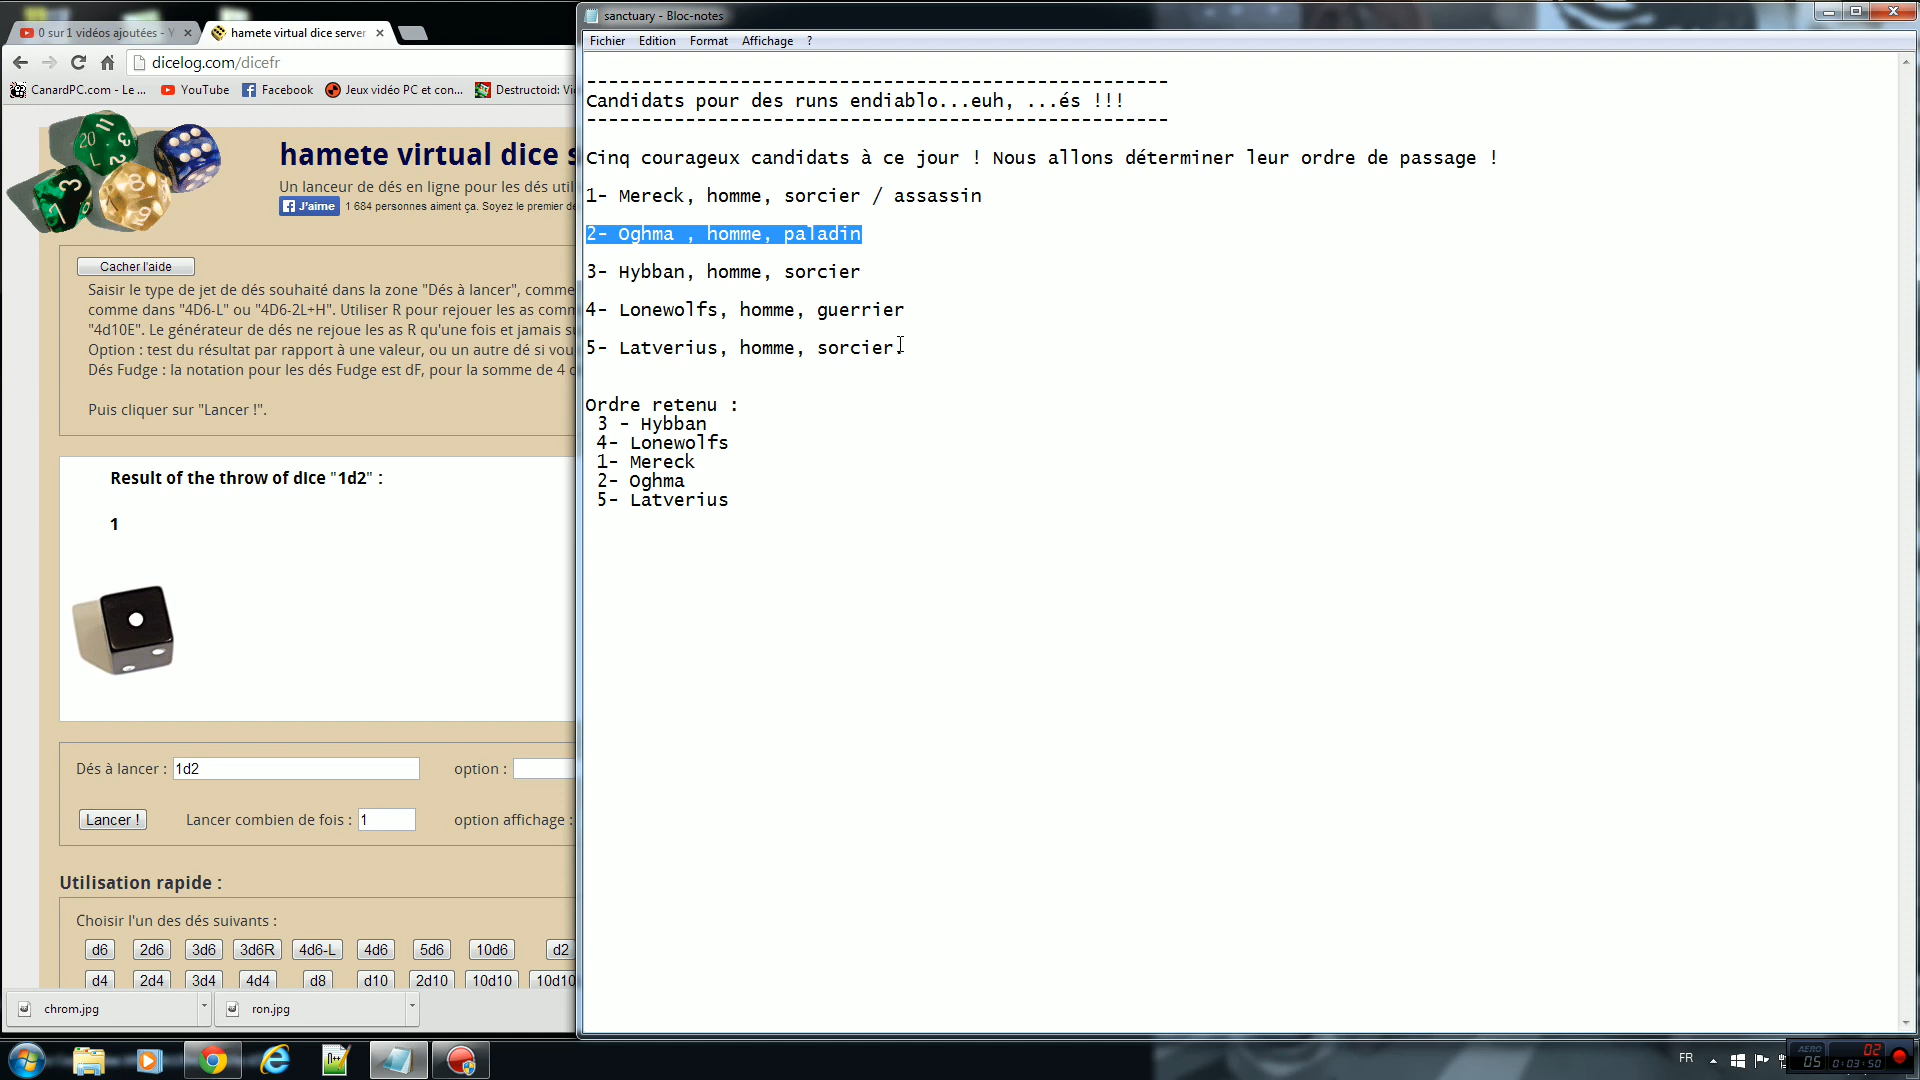 0 sur1 vidéos ajoutées - Y
hamete virtual dice server
dicelog.com/dicefr
CanardPC.com - Le ...
YouTube
Facebook
Jeux vidéo PC et con...
Destructoid: Vi
hamete virtual dice s
Un lanceur de dés en ligne pour les dés util
J'aime
1 684 personnes aiment ça. Soyez le premier de
Cacher l'aide
Saisir le type de jet de dés souhaité dans la zone "Dés à lancer", comme
comme dans "4D6-L" ou "4D6-2L+H". Utiliser R pour rejouer les as comm
"4d10E". Le générateur de dés ne rejoue les as R qu'une fois et jamais su
Option : test du résultat par rapport à une valeur, ou un autre dé si vou
Dés Fudge : la notation pour les dés Fudge est dF, pour la somme de 4 d
Puis cliquer sur "Lancer !".
Result of the throw of dIce "1d2" :
1
Dés à lancer : 1d2
option :
Lancer !
Lancer combien de fois : 1
option affichage :
Utilisation rapide :
Choisir l'un des dés suivants :
d6 2d6 3d6 3d6R 4d6-L 4d6 5d6 10d6 d2
d4 2d4 3d4 4d4 d8 d10 2d10 10d10 10d10
chrom.jpg
ron.jpg
sanctuary - Bloc-notes
Fichier Edition Format Affichage ?
-----------------------------------------------------
Candidats pour des runs endiablo...euh, ...és !!!
-----------------------------------------------------
Cinq courageux candidats à ce jour ! Nous allons déterminer leur ordre de passage !
1- Mereck, homme, sorcier / assassin
2- Oghma , homme, paladin
3- Hybban, homme, sorcier
4- Lonewolfs, homme, guerrier
5- Latverius, homme, sorcier.
Ordre retenu :
3 - Hybban
4- Lonewolfs
1- Mereck
2- Oghma
5- Latverius
FR
AERO
05
02
0:03:50